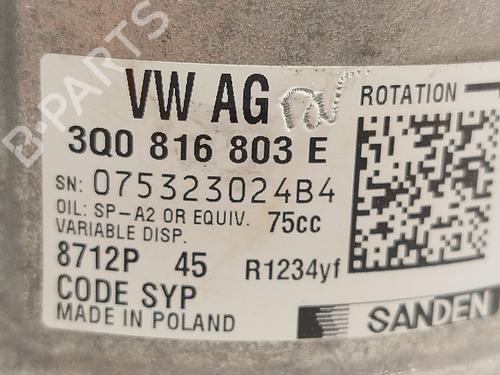 B-PARTS
VW AG
ROTATION
3Q0 816 803 E
SN: 075323024B4
OIL: SP-A2 OR EQUIV. 75cc
VARIABLE DISP.
8712P 45 R1234yf
CODE SYP
MADE IN POLAND
SANDEN